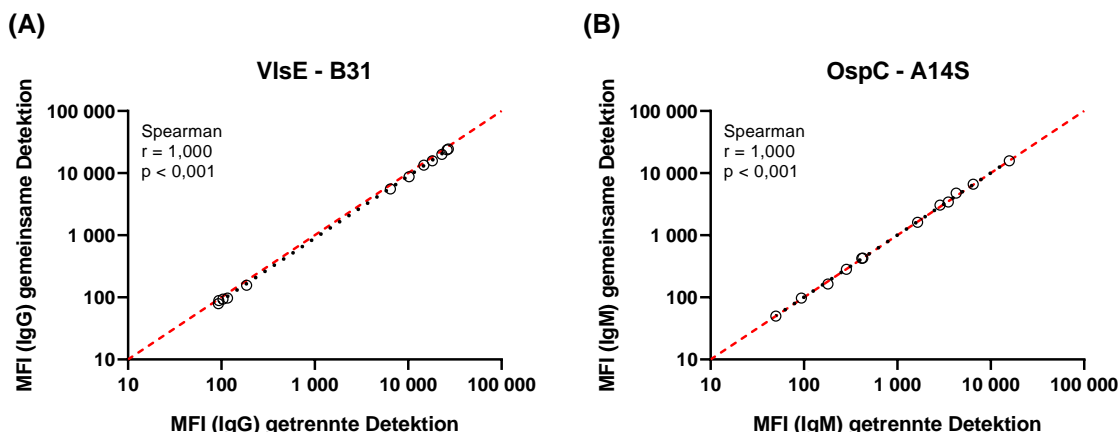 (A)
VlsE - B31
MFI (IgG) gemeinsame Detektion
100 000
10 000
1 000
100
10
Spearman
r = 1,000
p < 0,001
10 100 1 000 10 000 100 000
MFI (IgG) getrennte Detektion
(B)
OspC - A14S
MFI (IgM) gemeinsame Detektion
100 000
10 000
1 000
100
10
Spearman
r = 1,000
p < 0,001
10 100 1 000 10 000 100 000
MFI (IgM) getrennte Detektion